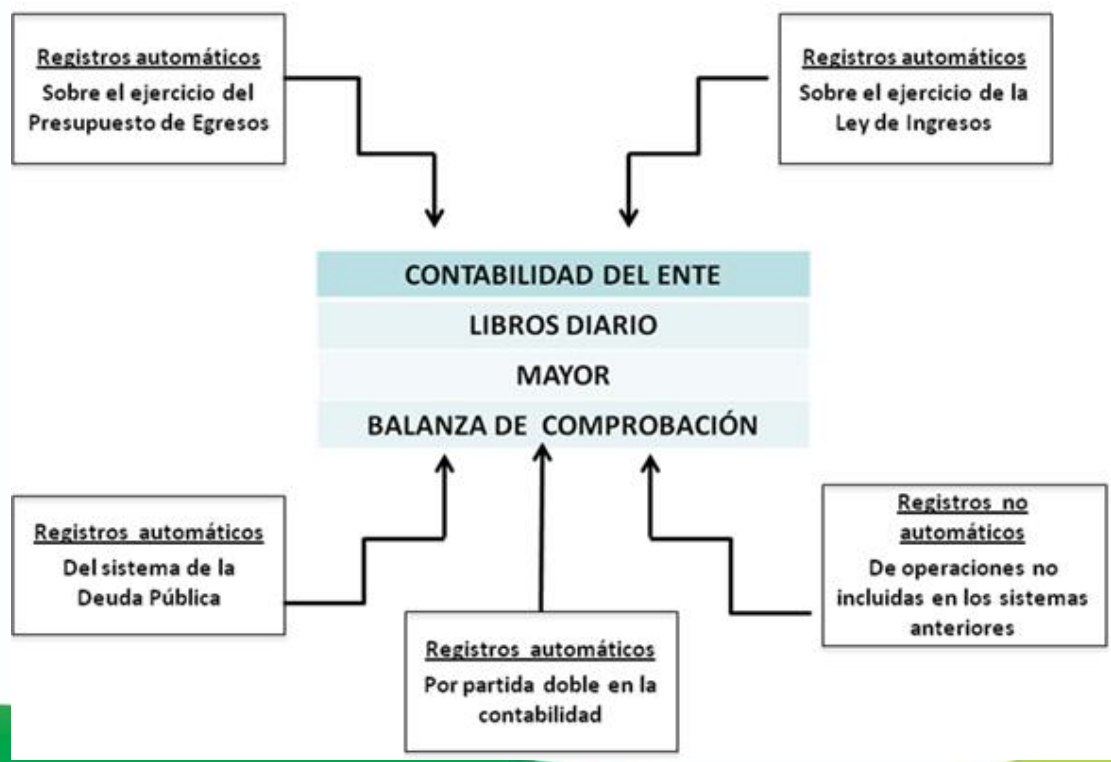 Registros automáticos
Sobre el ejercicio del
Presupuesto de Egresos
Registros automáticos
Sobre el ejercicio de la
Ley de Ingresos
CONTABILIDAD DEL ENTE
LIBROS DIARIO
MAYOR
BALANZA DE COMPROBACIÓN
Registros automáticos
Del sistema de la
Deuda Pública
Registros automáticos
Por partida doble en la
contabilidad
Registros no
automáticos
De operaciones no
incluidas en los sistemas
anteriores